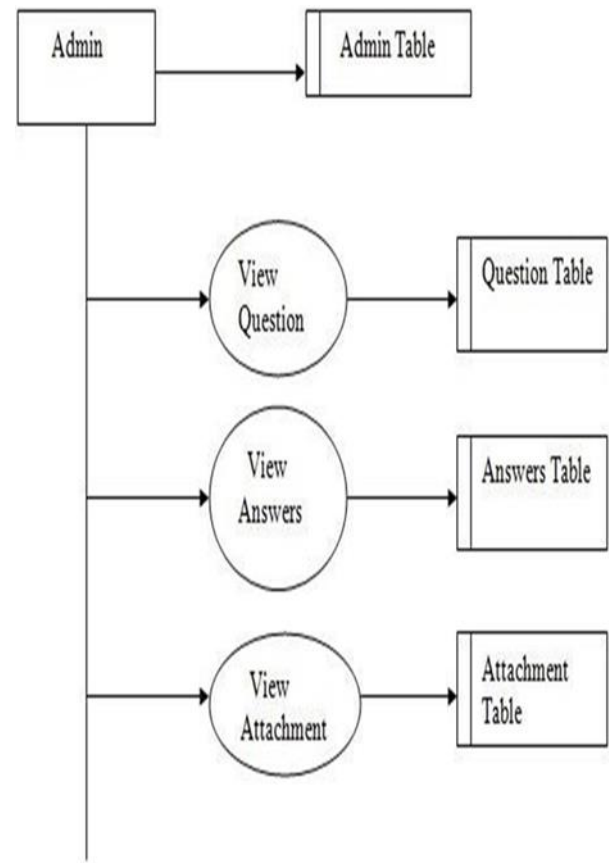 Admin
Admin Table
View
Question
Question Table
View
Answers
Answers Table
View
Attachment
Attachment
Table